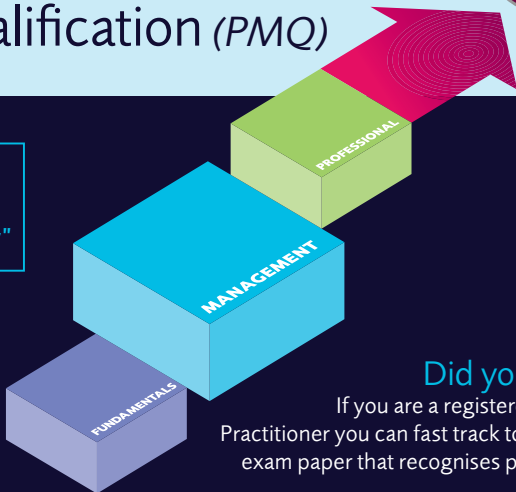 alification (PMQ)
PROFESSIONAL
"
MANAGEMENT
FUNDAMENTALS
Did yo
If you are a register
Practitioner you can fast track to
exam paper that recognises p